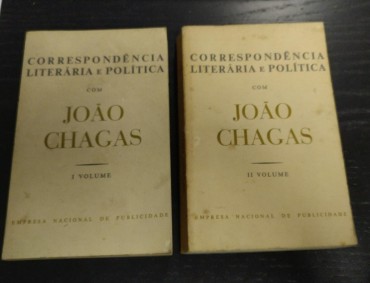 CORRESPONDÊNCIA
LITERÁRIA E POLÍTICA
COM
JOÃO
CHAGAS
I VOLUME
EMPRESA NACIONAL DE PUBLICIDADE
CORRESPONDÊNCIA
LITERÁRIA E POLÍTICA
COM
JOÃO
CHAGAS
II VOLUME
EMPRESA NACIONAL DE PUBLICIDADE